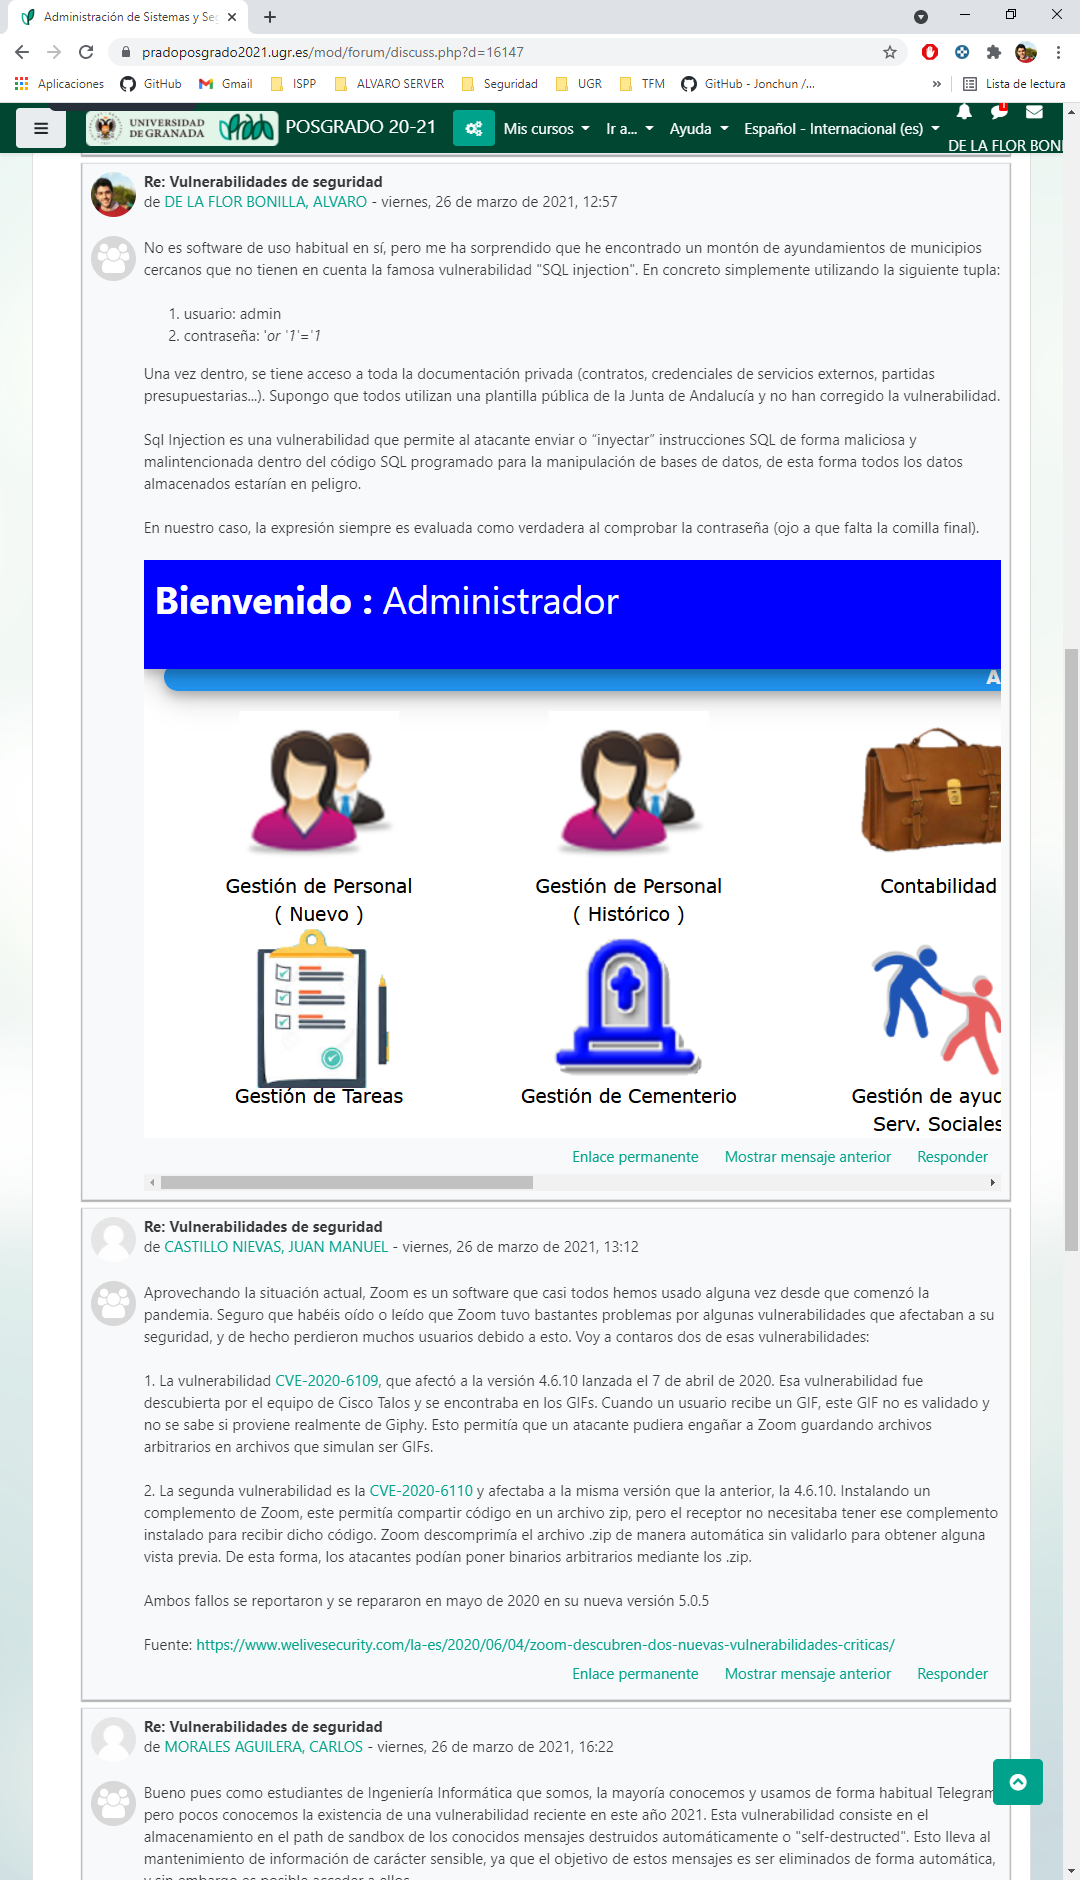 Administración de Sistemas y Seg
pradoposgrado2021.ugr.es/mod/forum/discuss.php?d=16147
Aplicaciones GitHub Gmail ISPP ALVARO SERVER Seguridad UGR TFM GitHub - Jonchun /... » Lista de lectura
UNIVERSIDAD DE GRANADA POSGRADO 20-21 Mis cursos Ir a... Ayuda Español - Internacional (es)
DE LA FLOR BONI
Re: Vulnerabilidades de seguridad
de DE LA FLOR BONILLA, ALVARO - viernes, 26 de marzo de 2021, 12:57
No es software de uso habitual en sí, pero me ha sorprendido que he encontrado un montón de ayundamientos de municipios
cercanos que no tienen en cuenta la famosa vulnerabilidad "SQL injection". En concreto simplemente utilizando la siguiente tupla:
1. usuario: admin
2. contraseña: 'or '1'='1
Una vez dentro, se tiene acceso a toda la documentación privada (contratos, credenciales de servicios externos, partidas
presupuestarias...). Supongo que todos utilizan una plantilla pública de la Junta de Andalucía y no han corregido la vulnerabilidad.
Sql Injection es una vulnerabilidad que permite al atacante enviar o “inyectar” instrucciones SQL de forma maliciosa y
malintencionada dentro del código SQL programado para la manipulación de bases de datos, de esta forma todos los datos
almacenados estarían en peligro.
En nuestro caso, la expresión siempre es evaluada como verdadera al comprobar la contraseña (ojo a que falta la comilla final).
Bienvenido : Administrador
A
Gestión de Personal
( Nuevo )
Gestión de Personal
( Histórico )
Contabilidad
Gestión de Tareas
Gestión de Cementerio
Gestión de ayud
Serv. Sociales
Enlace permanente Mostrar mensaje anterior Responder
Re: Vulnerabilidades de seguridad
de CASTILLO NIEVAS, JUAN MANUEL - viernes, 26 de marzo de 2021, 13:12
Aprovechando la situación actual, Zoom es un software que casi todos hemos usado alguna vez desde que comenzó la
pandemia. Seguro que habéis oído o leído que Zoom tuvo bastantes problemas por algunas vulnerabilidades que afectaban a su
seguridad, y de hecho perdieron muchos usuarios debido a esto. Voy a contaros dos de esas vulnerabilidades:
1. La vulnerabilidad CVE-2020-6109, que afectó a la versión 4.6.10 lanzada el 7 de abril de 2020. Esa vulnerabilidad fue
descubierta por el equipo de Cisco Talos y se encontraba en los GIFs. Cuando un usuario recibe un GIF, este GIF no es validado y
no se sabe si proviene realmente de Giphy. Esto permitía que un atacante pudiera engañar a Zoom guardando archivos
arbitrarios en archivos que simulan ser GIFs.
2. La segunda vulnerabilidad es la CVE-2020-6110 y afectaba a la misma versión que la anterior, la 4.6.10. Instalando un
complemento de Zoom, este permitía compartir código en un archivo zip, pero el receptor no necesitaba tener ese complemento
instalado para recibir dicho código. Zoom descomprimía el archivo .zip de manera automática sin validarlo para obtener alguna
vista previa. De esta forma, los atacantes podían poner binarios arbitrarios mediante los .zip.
Ambos fallos se reportaron y se repararon en mayo de 2020 en su nueva versión 5.0.5
Fuente: https://www.welivesecurity.com/la-es/2020/06/04/zoom-descubren-dos-nuevas-vulnerabilidades-criticas/
Enlace permanente Mostrar mensaje anterior Responder
Re: Vulnerabilidades de seguridad
de MORALES AGUILERA, CARLOS - viernes, 26 de marzo de 2021, 16:22
Bueno pues como estudiantes de Ingeniería Informática que somos, la mayoría conocemos y usamos de forma habitual Telegram
pero pocos conocemos la existencia de una vulnerabilidad reciente en este año 2021. Esta vulnerabilidad consiste en el
almacenamiento en el path de sandbox de los conocidos mensajes destruidos automáticamente o "self-destructed". Esto lleva al
mantenimiento de información de carácter sensible, ya que el objetivo de estos mensajes es ser eliminados de forma automática,
y sin embargo es posible acceder a ellos